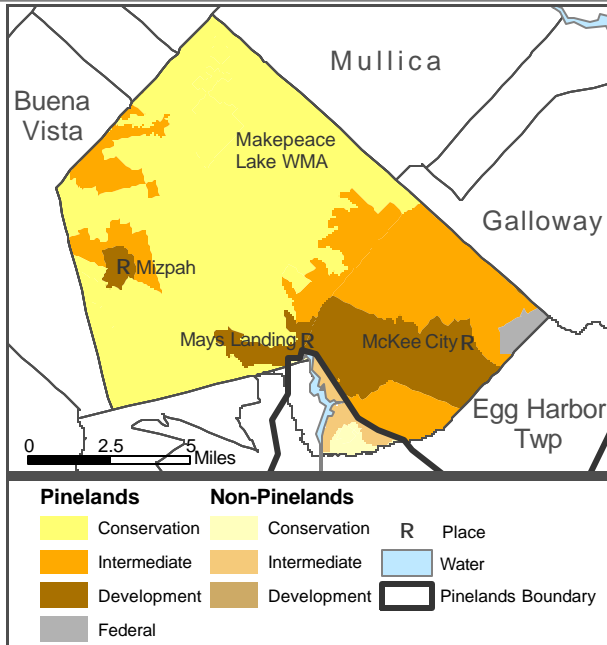 Mullica
Buena
Vista
Makepeace
Lake WMA
Galloway
R Mizpah
Mays Landing R
McKee City R
Egg Harbor
Twp
0 2.5 5
Miles
Pinelands Non-Pinelands
Conservation Conservation R Place
Intermediate Intermediate Water
Development Development Pinelands Boundary
Federal